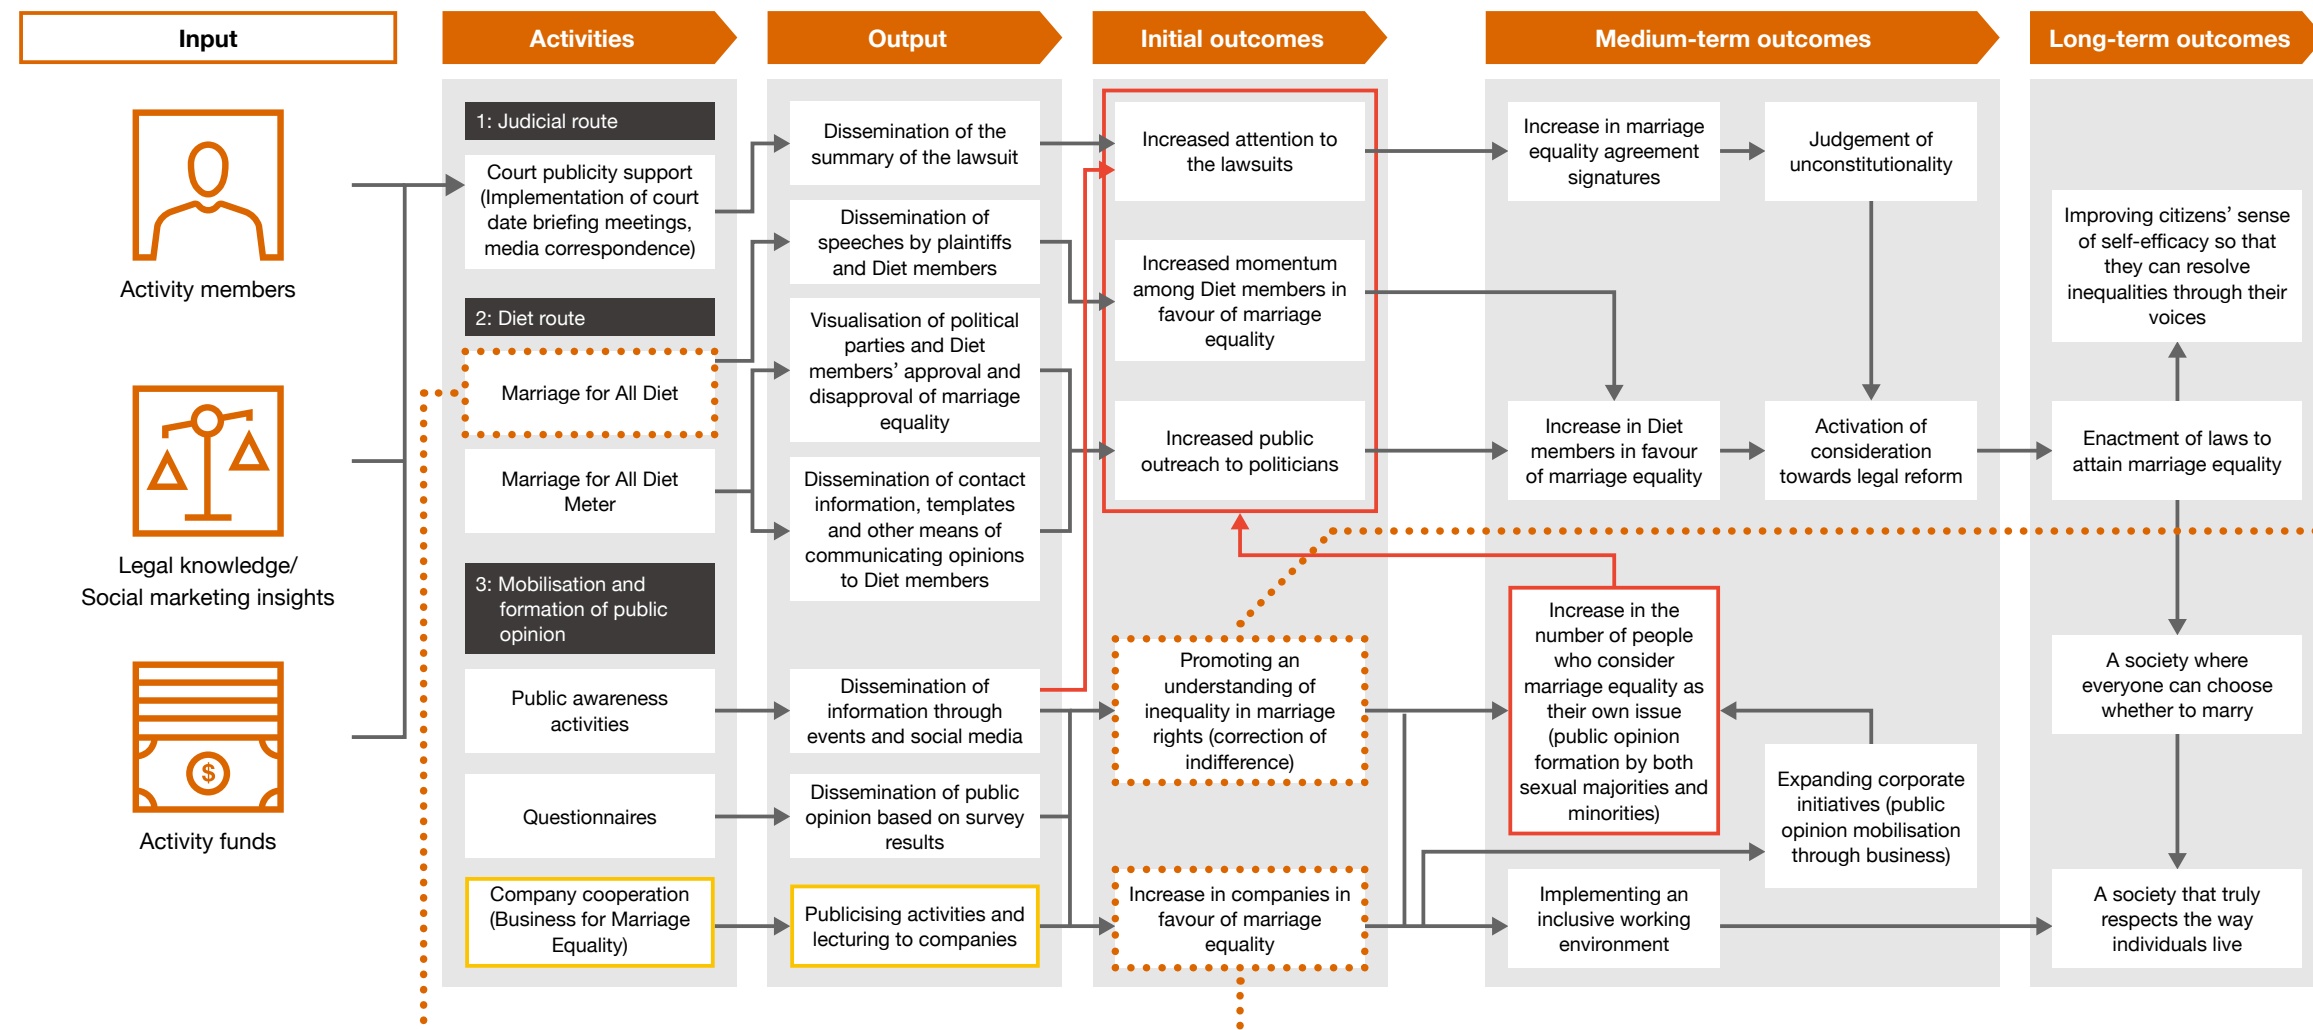 Input
Activities
Output
Initial outcomes
Medium-term outcomes
Long-term outcomes
Activity members
Legal knowledge/
Social marketing insights
$
Activity funds
1: Judicial route
Court publicity support
(Implementation of court
date briefing meetings,
media correspondence)
2: Diet route
Marriage for All Diet
Marriage for All Diet
Meter
3: Mobilisation and
formation of public
opinion
Public awareness
activities
Questionnaires
Company cooperation
(Business for Marriage
Equality)
Dissemination of the
summary of the lawsuit
Dissemination of
speeches by plaintiffs
and Diet members
Visualisation of political
parties and Diet
members’ approval and
disapproval of marriage
equality
Dissemination of contact
information, templates
and other means of
communicating opinions
to Diet members
Dissemination of
information through
events and social media
Dissemination of public
opinion based on survey
results
Publicising activities and
lecturing to companies
Increased attention to
the lawsuits
Increased momentum
among Diet members in
favour of marriage
equality
Increased public
outreach to politicians
Promoting an
understanding of
inequality in marriage
rights (correction of
indifference)
Increase in companies in
favour of marriage
equality
Increase in marriage
equality agreement
signatures
Judgement of
unconstitutionality
Increase in Diet
members in favour
of marriage equality
Activation of
consideration
towards legal reform
Increase in the
number of people
who consider
marriage equality as
their own issue
(public opinion
formation by both
sexual majorities and
minorities)
Expanding corporate
initiatives (public
opinion mobilisation
through business)
Implementing an
inclusive working
environment
Improving citizens’ sense
of self-efficacy so that
they can resolve
inequalities through their
voices
Enactment of laws to
attain marriage equality
A society where
everyone can choose
whether to marry
A society that truly
respects the way
individuals live